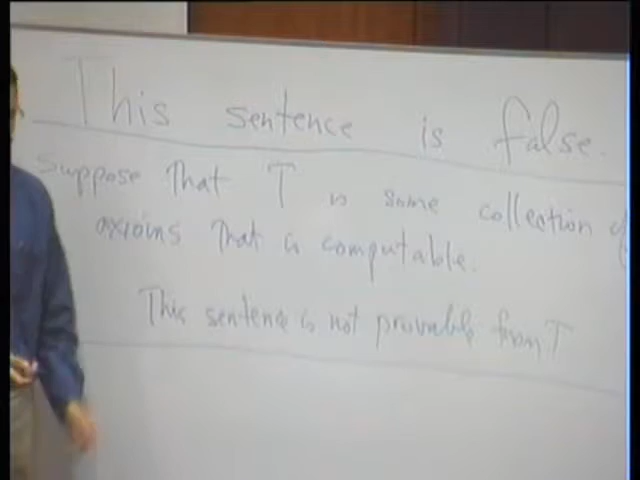 This sentence is false.
Suppose that T is some collection of
axioms that is computable.
This sentence is not provable from T